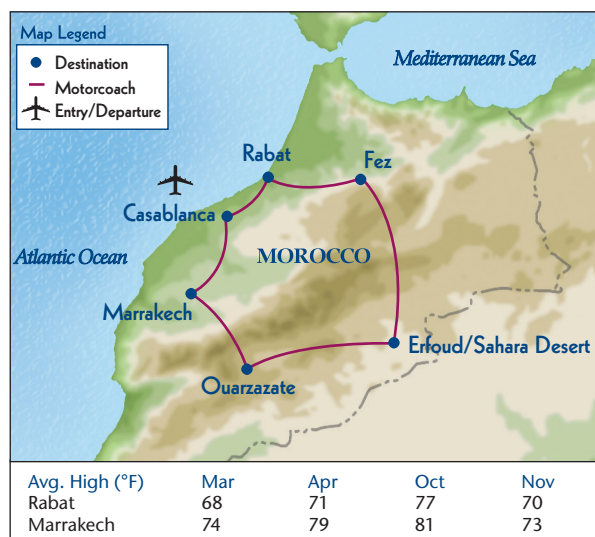 Map Legend
Destination
Motorcoach
Entry/Departure
Mediterranean Sea
Rabat
Fez
Casablanca
Atlantic Ocean
MOROCCO
Marrakech
Erfoud/Sahara Desert
Ouarzazate
Avg. High (°F) Mar Apr Oct Nov
Rabat 68 71 77 70
Marrakech 74 79 81 73